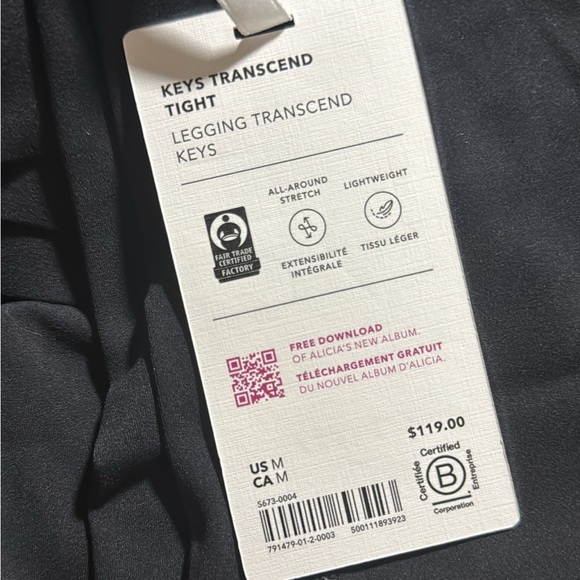 KEYS TRANSCEND
TIGHT
LEGGING TRANSCEND
KEYS
ALL-AROUND
STRETCH
LIGHTWEIGHT
FAIR TRADE
CERTIFIED
FACTORY
EXTENSIBILITÉ
INTÉGRALE
TISSU LÉGER
FREE DOWNLOAD
OF ALICIA'S NEW ALBUM.
TÉLÉCHARGEMENT GRATUIT
DU NOUVEL ALBUM D'ALICIA.
$119.00
US M
CA M
Certified
Certifiée
B
Entreprise
Corporation
S673-0004
791479-01-2-0003
500111893923